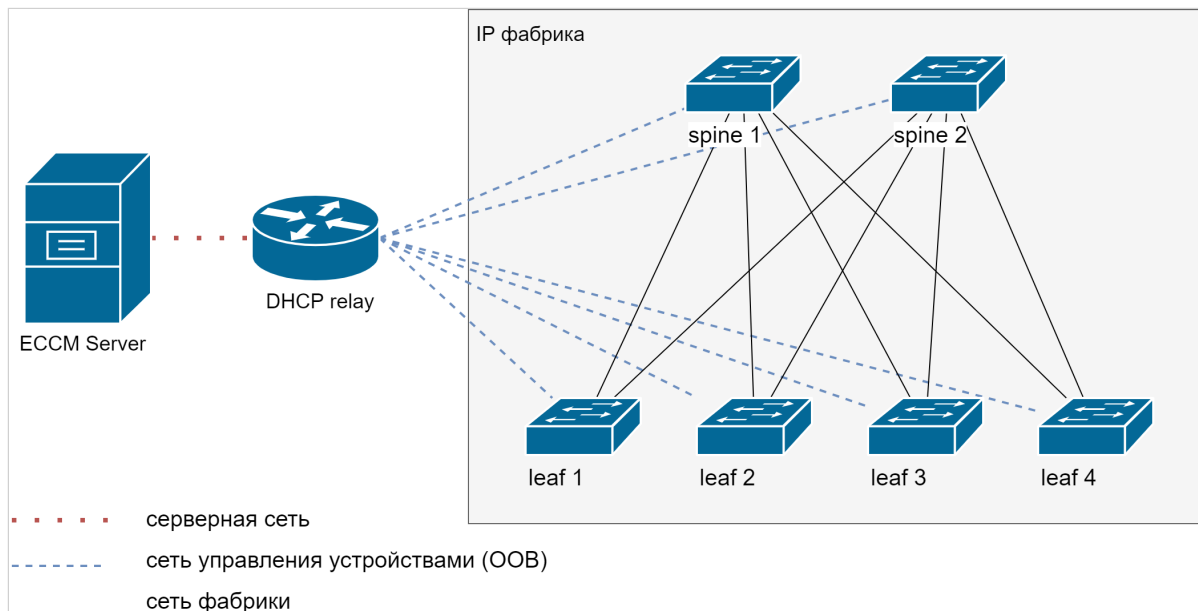 IP фабрика
spine 1
spine 2
ECCM Server
DHCP relay
leaf 1
leaf 2
leaf 3
leaf 4
серверная сеть
сеть управления устройствами (OOB)
сеть фабрики